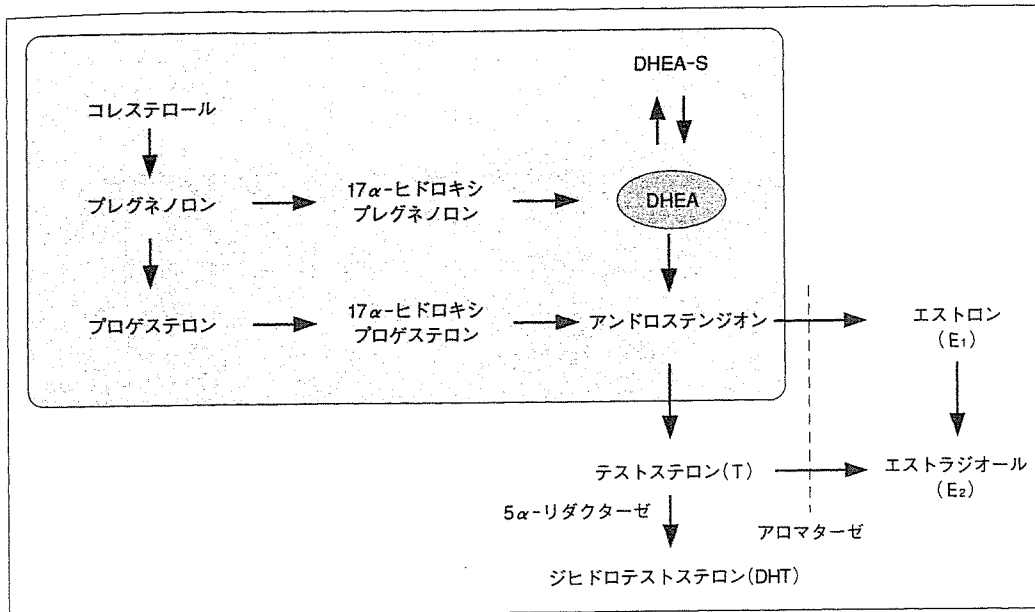 DHEA-S
コレステロール
プレグネノロン
17α-ヒドロキシ
プレグネノロン
DHEA
プロゲステロン
17α-ヒドロキシ
プロゲステロン
アンドロステンジオン
エストロン
(E₁)
テストステロン(T)
エストラジオール
(E₂)
5α-リダクターゼ
アロマターゼ
ジヒドロテストステロン(DHT)